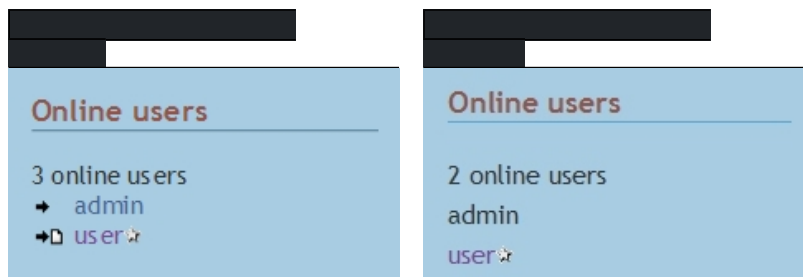 Online users
3 online users
admin
user
Online users
2 online users
admin
user